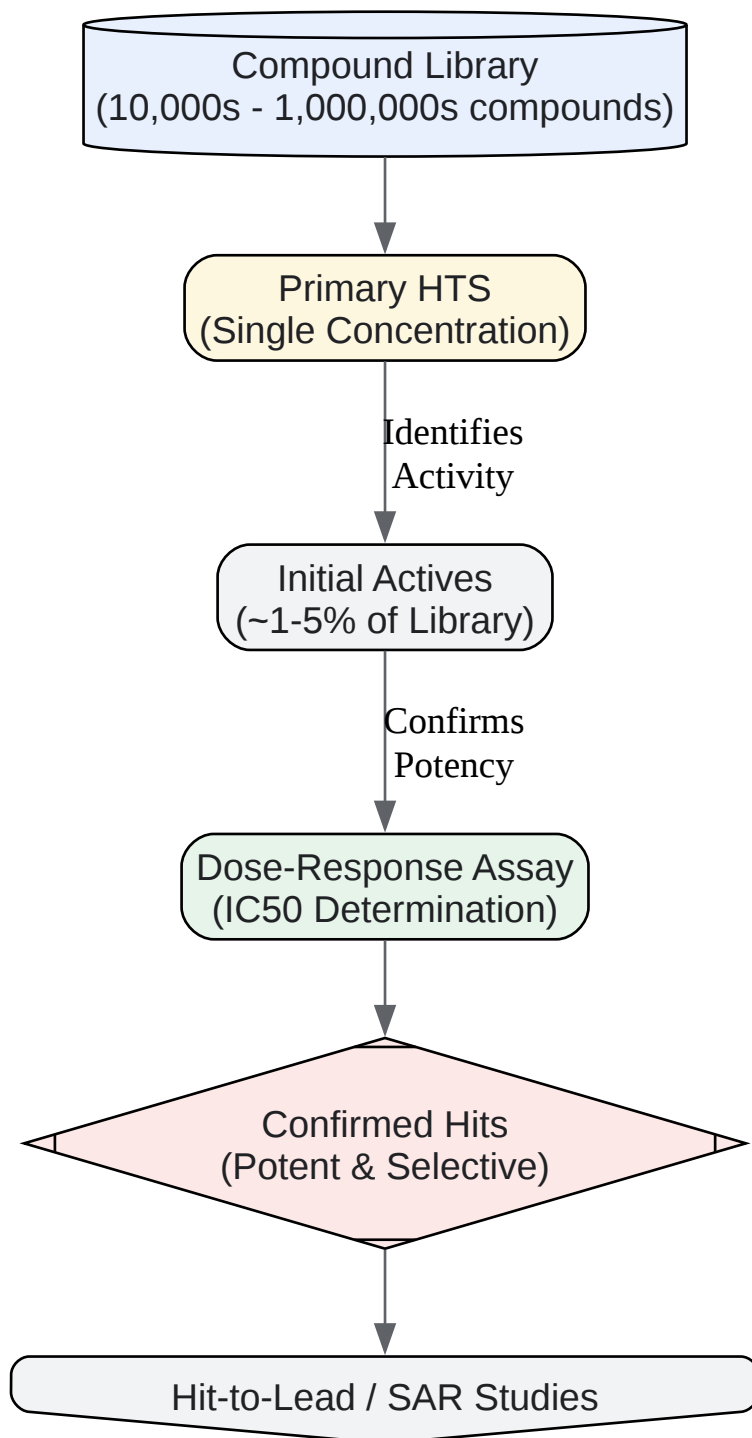 Compound Library
(10,000s - 1,000,000s compounds)
Primary HTS
(Single Concentration)
Identifies
Activity
Initial Actives
(~1-5% of Library)
Confirms
Potency
Dose-Response Assay
(IC50 Determination)
Confirmed Hits
(Potent & Selective)
Hit-to-Lead / SAR Studies